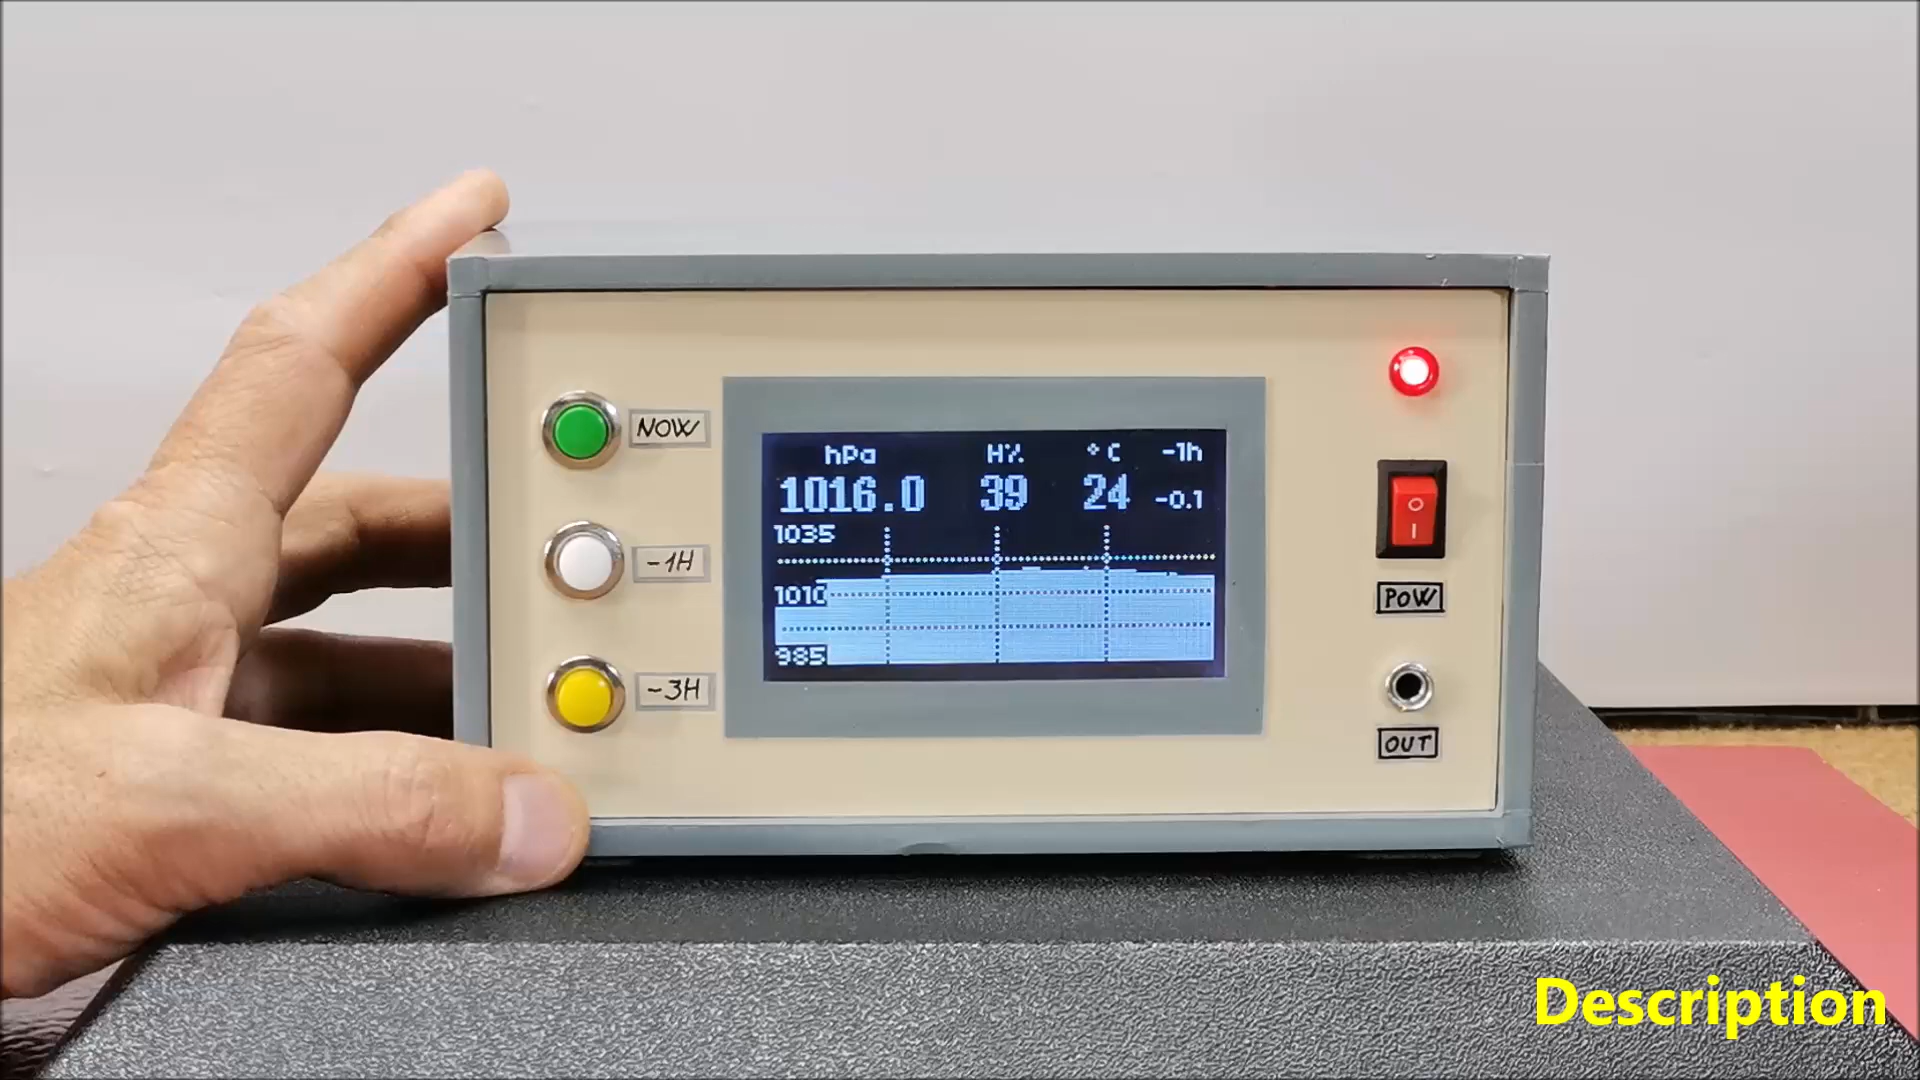 NOW
-1H
-3H
hPa H% °C -1h
1016.0 39 24 -0.1
1035
1010
985
O
I
POW
OUT
Description